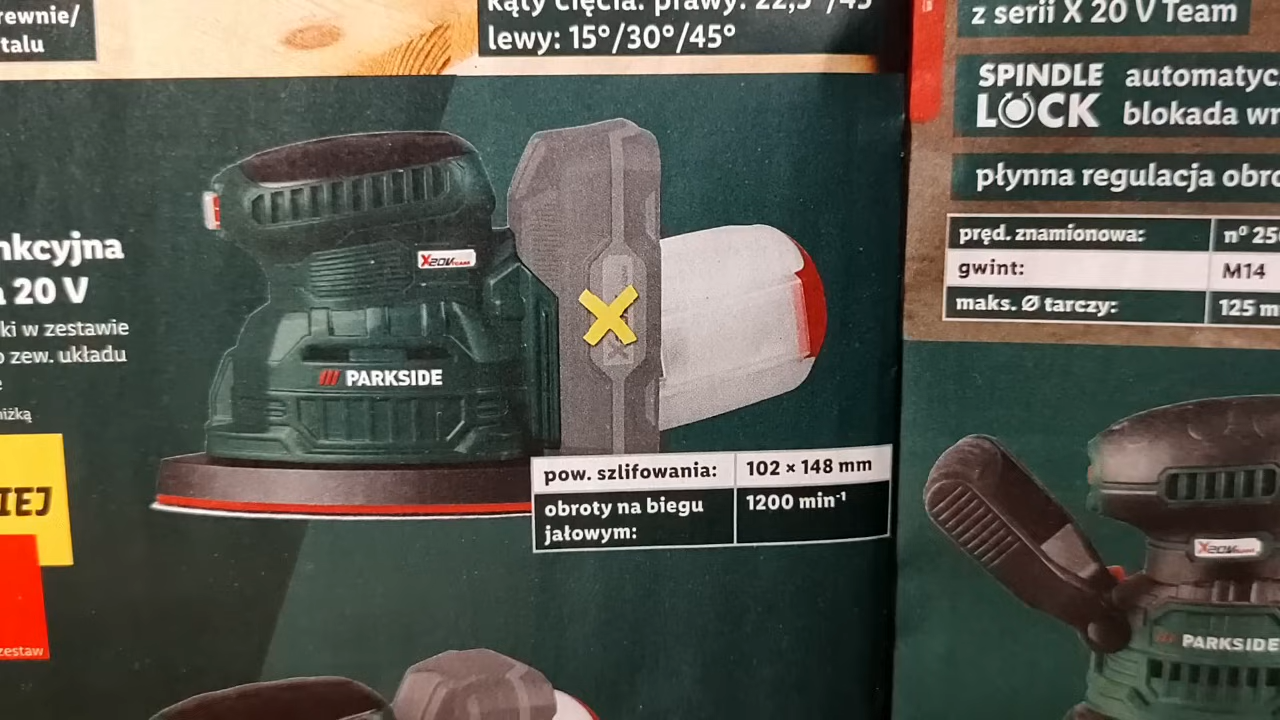 rewnie/
talu
kąty cięcia: prawy: 22,5°/45
lewy: 15°/30°/45°
nkcyjna
20 V
ki w zestawie
o zew. układu
e
niżką
IEJ
zestaw
X20V TEAM
PARKSIDE
pow. szlifowania: 102 × 148 mm
obroty na biegu 1200 min⁻¹
jałowym:
z serii X 20 V Team
SPINDLE LOCK
automatyc
blokada wr
płynna regulacja obro
pręd. znamionowa: n⁰ 250
gwint: M14
maks. Ø tarczy: 125 m
X20V TEAM
PARKSIDE